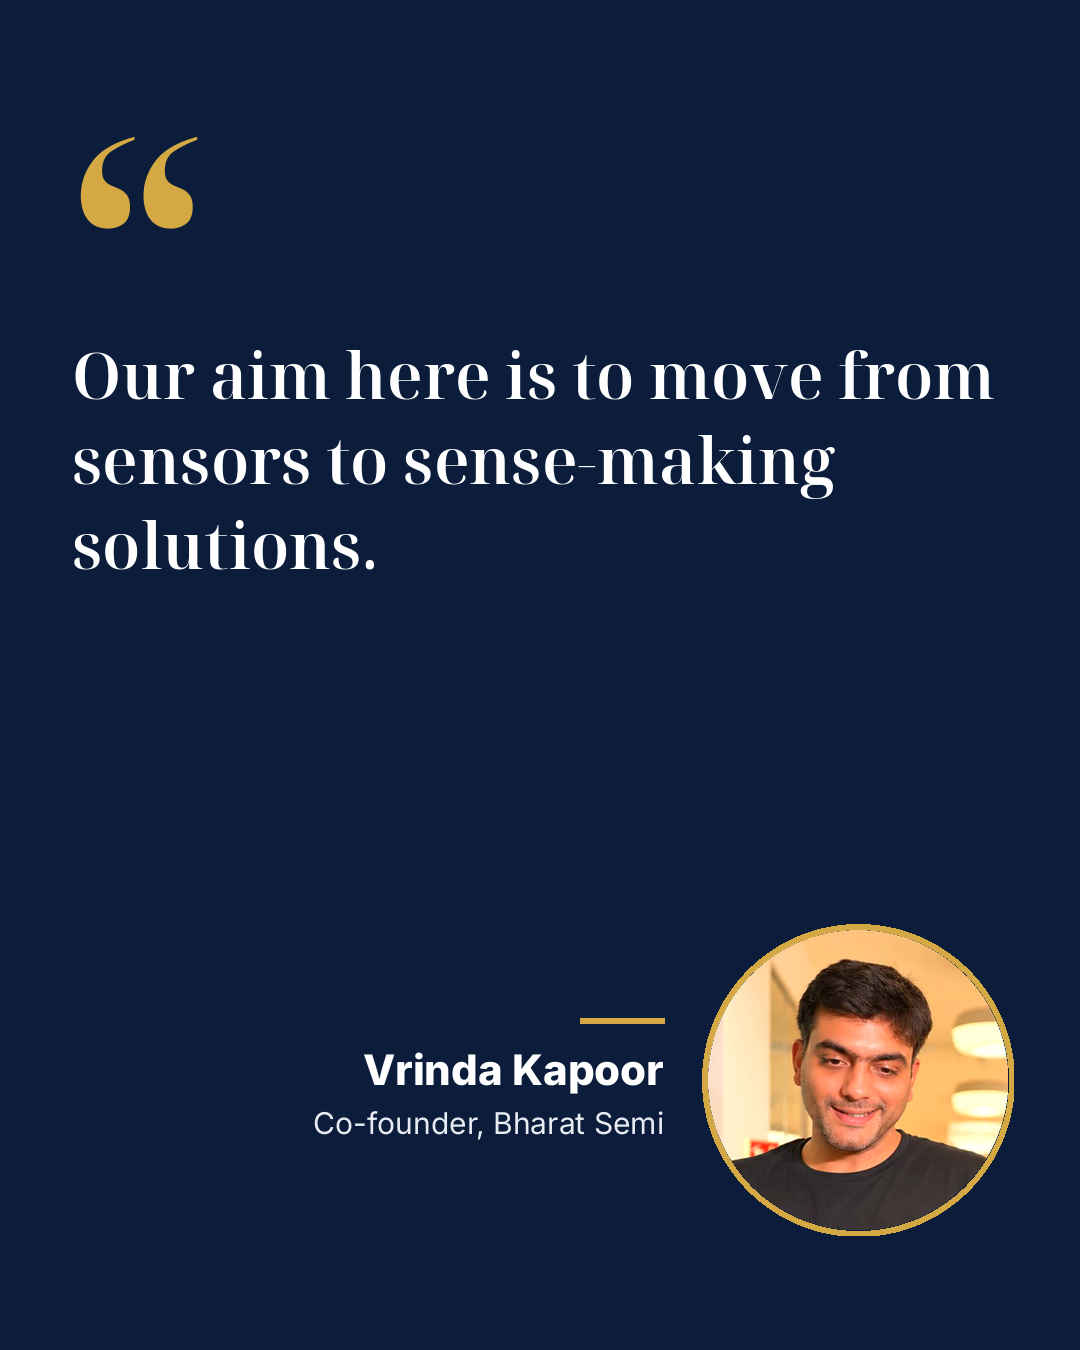 “
Our aim here is to move from
sensors to sense-making
solutions.
Vrinda Kapoor
Co-founder, Bharat Semi